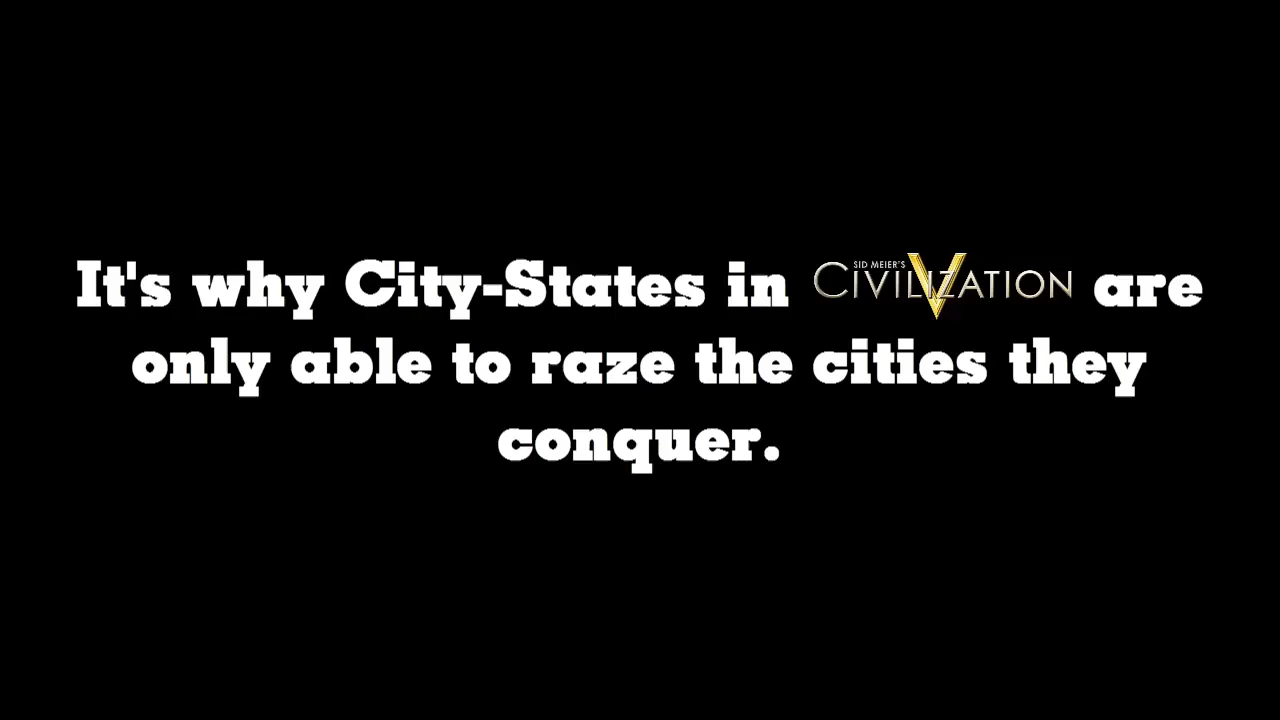 It's why City-States in SID MEIER'S CIVILIZATION V are
only able to raze the cities they
conquer.